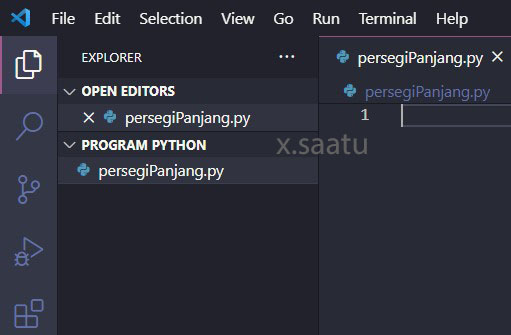 File Edit Selection View Go Run Terminal Help
EXPLORER ...
OPEN EDITORS
persegiPanjang.py
PROGRAM PYTHON
persegiPanjang.py
persegiPanjang.py
persegiPanjang.py
1
x.saatu